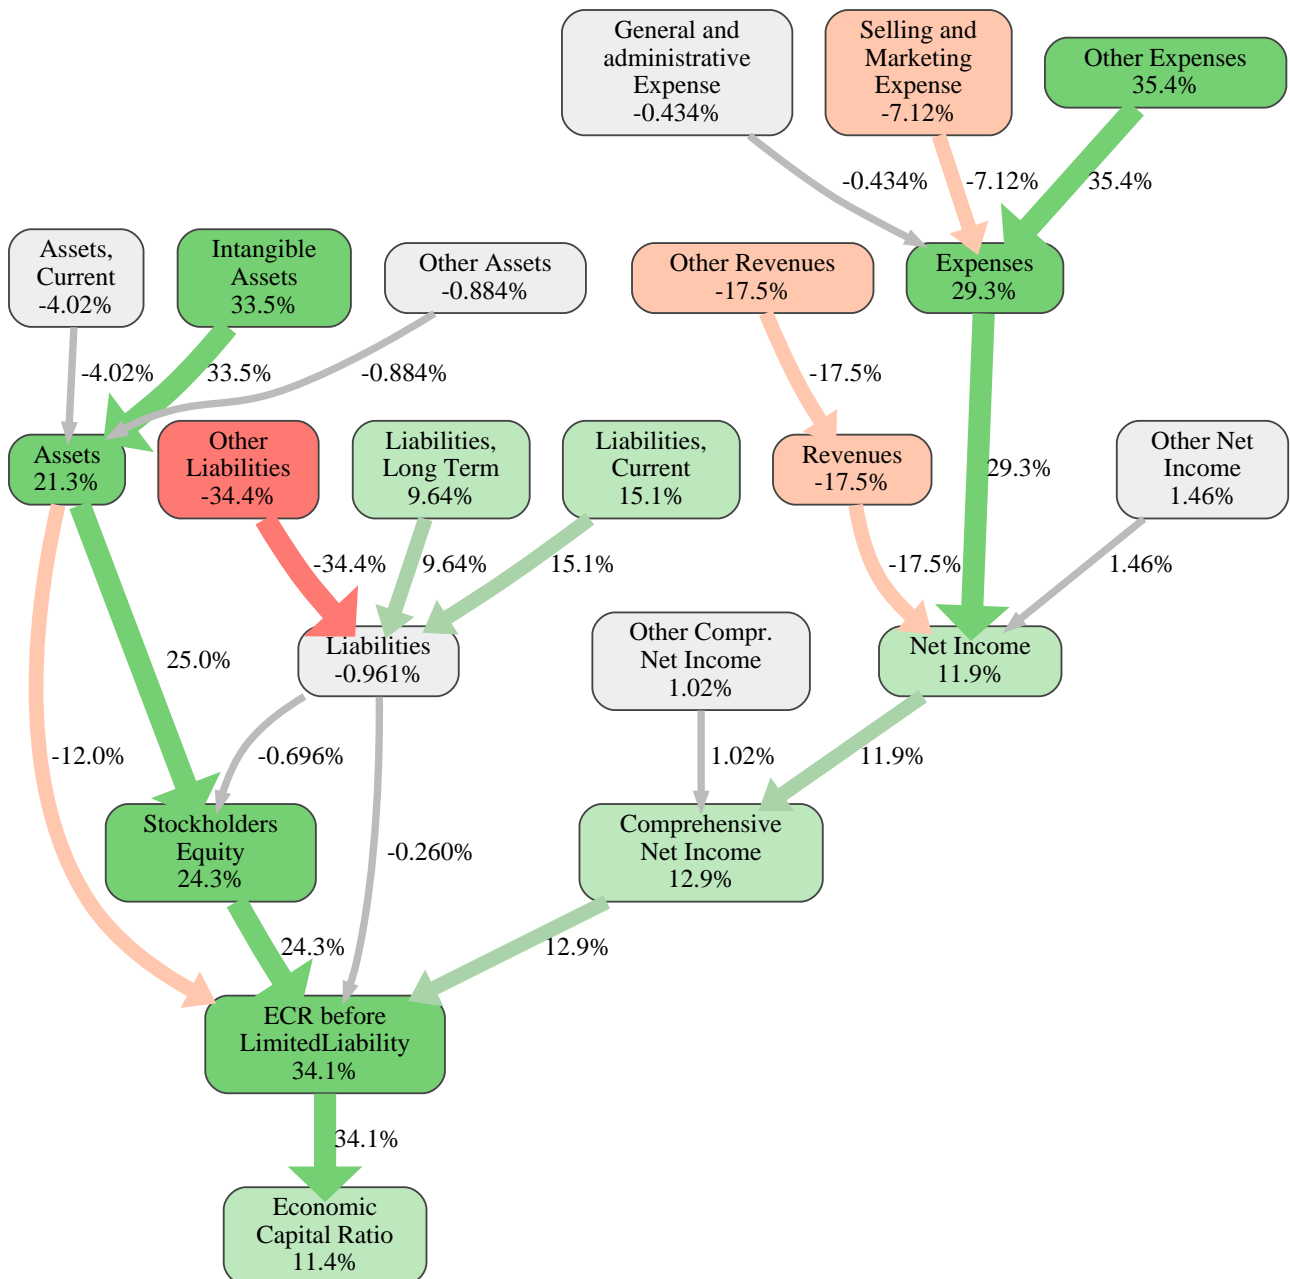 General and
administrative
Expense
-0.434%
Selling and
Marketing
Expense
-7.12%
Other Expenses
35.4%
-0.434%
-7.12%
35.4%
Assets,
Current
-4.02%
Intangible
Assets
33.5%
Other Assets
-0.884%
Other Revenues
-17.5%
Expenses
29.3%
-4.02%
33.5%
-0.884%
-17.5%
Assets
21.3%
Other
Liabilities
-34.4%
Liabilities,
Long Term
9.64%
Liabilities,
Current
15.1%
Revenues
-17.5%
29.3%
Other Net
Income
1.46%
-34.4%
9.64%
15.1%
-17.5%
1.46%
25.0%
Liabilities
-0.961%
Other Compr.
Net Income
1.02%
Net Income
11.9%
-12.0%
-0.696%
1.02%
11.9%
Stockholders
Equity
24.3%
-0.260%
Comprehensive
Net Income
12.9%
24.3%
12.9%
ECR before
LimitedLiability
34.1%
34.1%
Economic
Capital Ratio
11.4%